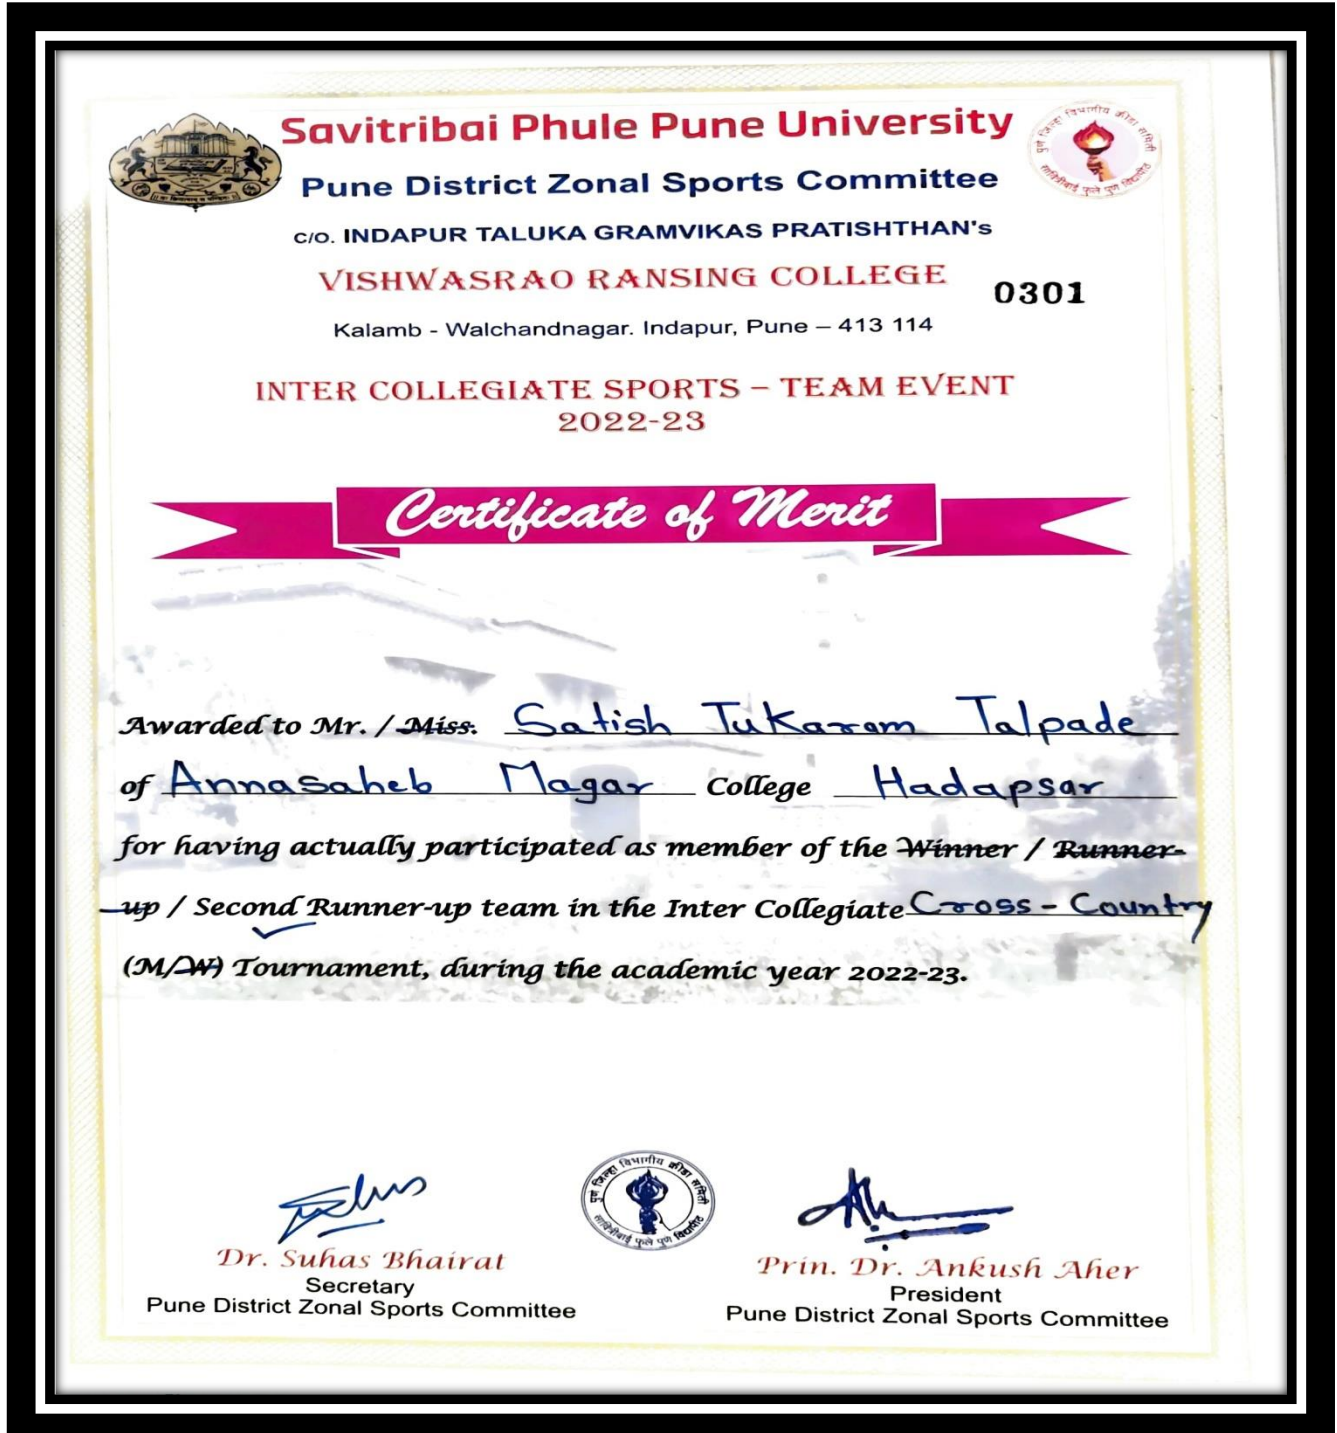 Savitribai Phule Pune University
Pune District Zonal Sports Committee
C/O. INDAPUR TALUKA GRAMVIKAS PRATISHTHAN's
VISHWASRAO RANSING COLLEGE
0301
Kalamb - Walchandnagar. Indapur, Pune – 413 114
INTER COLLEGIATE SPORTS – TEAM EVENT
2022-23
Certificate of Merit
Awarded to Mr. / Miss. Satish Tukaram Talpade
of Annasaheb Magar College Hadapsar
for having actually participated as member of the Winner / Runner-
up / Second Runner-up team in the Inter Collegiate Cross - Country
(M/W) Tournament, during the academic year 2022-23.
पुणे जिल्हा विभागीय क्रीडा समिती
सावित्रीबाई फुले पुणे विद्यापीठ
Dr. Suhas Bhairat
Secretary
Pune District Zonal Sports Committee
Prin. Dr. Ankush Aher
President
Pune District Zonal Sports Committee